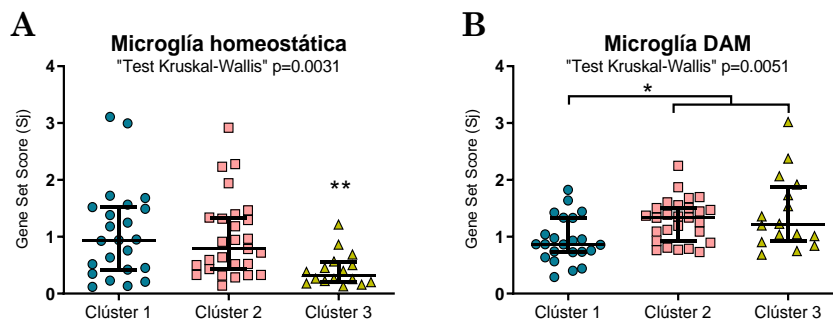 A
Microglía homeostática
"Test Kruskal-Wallis" p=0.0031
Gene Set Score (Sj)
4
3
2
1
0
**
Clúster 1
Clúster 2
Clúster 3
B
Microglía DAM
"Test Kruskal-Wallis" p=0.0051
Gene Set Score (Sj)
4
3
2
1
0
*
Clúster 1
Clúster 2
Clúster 3